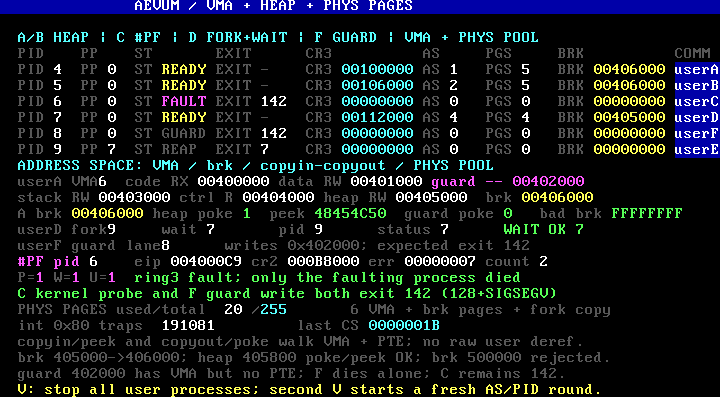 AEVUM / VMA + HEAP + PHYS PAGES
A/B HEAP ¦ C #PF ¦ D FORK+WAIT ¦ F GUARD ¦ VMA + PHYS POOL
PID PP ST EXIT CR3 AS PGS BRK COMM
PID 4 PP 0 ST READY EXIT - CR3 00100000 AS 1 PGS 5 BRK 00406000 userA
PID 5 PP 0 ST READY EXIT - CR3 00106000 AS 2 PGS 5 BRK 00406000 userB
PID 6 PP 0 ST FAULT EXIT 142 CR3 00000000 AS 0 PGS 0 BRK 00000000 userC
PID 7 PP 0 ST READY EXIT - CR3 00112000 AS 4 PGS 4 BRK 00405000 userD
PID 8 PP 0 ST GUARD EXIT 142 CR3 00000000 AS 0 PGS 0 BRK 00000000 userF
PID 9 PP 7 ST REAP EXIT 7 CR3 00000000 AS 0 PGS 0 BRK 00000000 userE
ADDRESS SPACE: VMA / brk / copyin-copyout / PHYS POOL
userA VMA6 code RX 00400000 data RW 00401000 guard -- 00402000
stack RW 00403000 ctrl R 00404000 heap RW 00405000 brk 00406000
A brk 00406000 heap poke 1 peek 48454C50 guard poke 0 bad brk FFFFFFFF
userD fork9 wait 7 pid 9 status 7 WAIT OK 7
userF guard lane8 writes 0x402000; expected exit 142
#PF pid 6 eip 004000C9 cr2 000B8000 err 00000007 count 2
P=1 W=1 U=1 ring3 fault; only the faulting process died
C kernel probe and F guard write both exit 142 (128+SIGSEGV)
PHYS PAGES used/total 20 /255 6 VMA + brk pages + fork copy
int 0x80 traps 191081 last CS 0000001B
copyin/peek and copyout/poke walk VMA + PTE; no raw user deref.
brk 405000->406000; heap 405800 poke/peek OK; brk 500000 rejected.
guard 402000 has VMA but no PTE; F dies alone; C remains 142.
V: stop all user processes; second V starts a fresh AS/PID round.